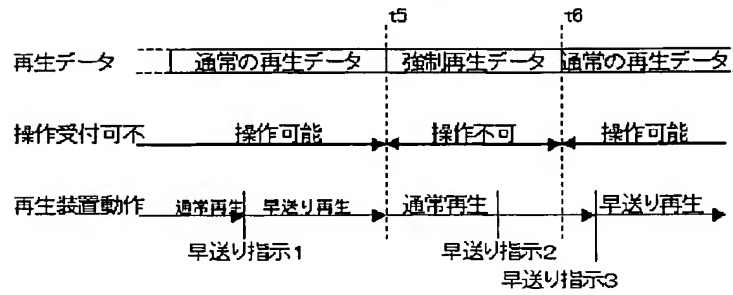 τ5 τ6
再生データ 通常の再生データ 強制再生データ 通常の再生データ
操作受付可不 操作可能 操作不可 操作可能
再生装置動作 通常再生 早送り再生 通常再生 早送り再生
早送り指示1 早送り指示2
早送り指示3